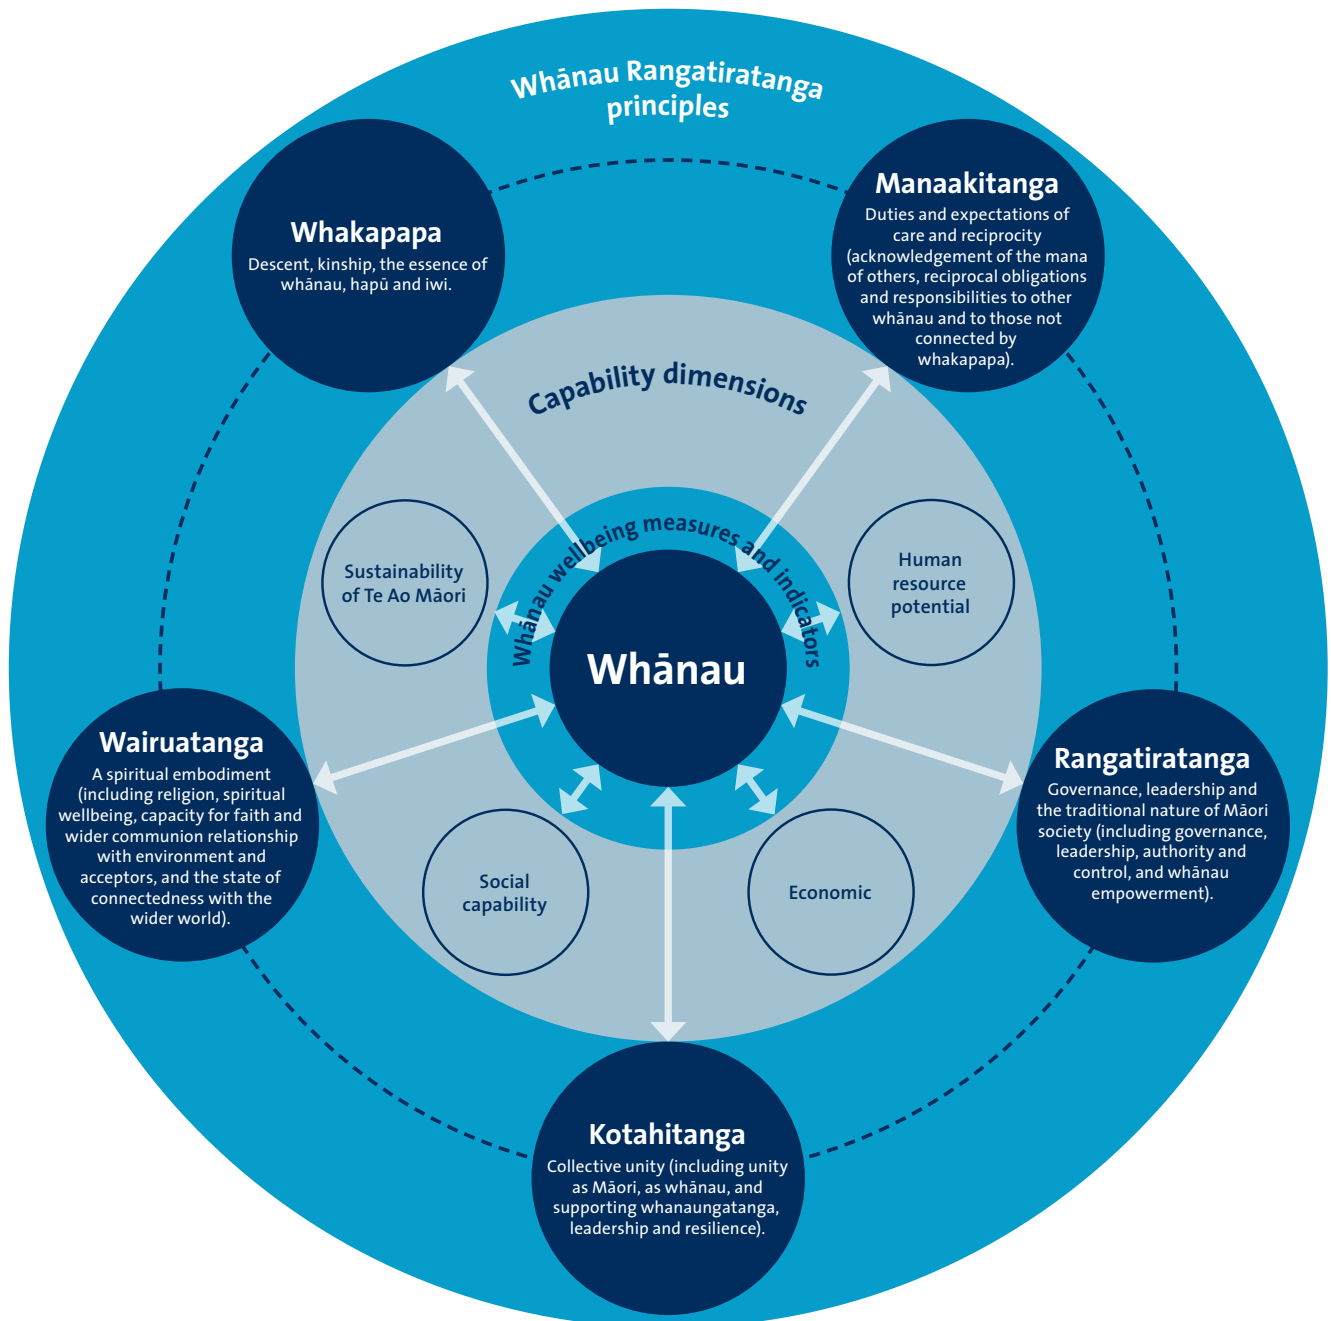 Whānau Rangatiratanga
principles
Whakapapa
Descent, kinship, the essence of
whānau, hapū and iwi.
Manaakitanga
Duties and expectations of
care and reciprocity
(acknowledgement of the mana
of others, reciprocal obligations
and responsibilities to other
whānau and to those not
connected by
whakapapa).
Capability dimensions
Whānau wellbeing measures and indicators
Sustainability
of Te Ao Māori
Human
resource
potential
Whānau
Wairuatanga
A spiritual embodiment
(including religion, spiritual
wellbeing, capacity for faith and
wider communion relationship
with environment and
acceptors, and the state of
connectedness with the
wider world).
Rangatiratanga
Governance, leadership and
the traditional nature of Māori
society (including governance,
leadership, authority and
control, and whānau
empowerment).
Social
capability
Economic
Kotahitanga
Collective unity (including unity
as Māori, as whānau, and
supporting whanaungatanga,
leadership and resilience).